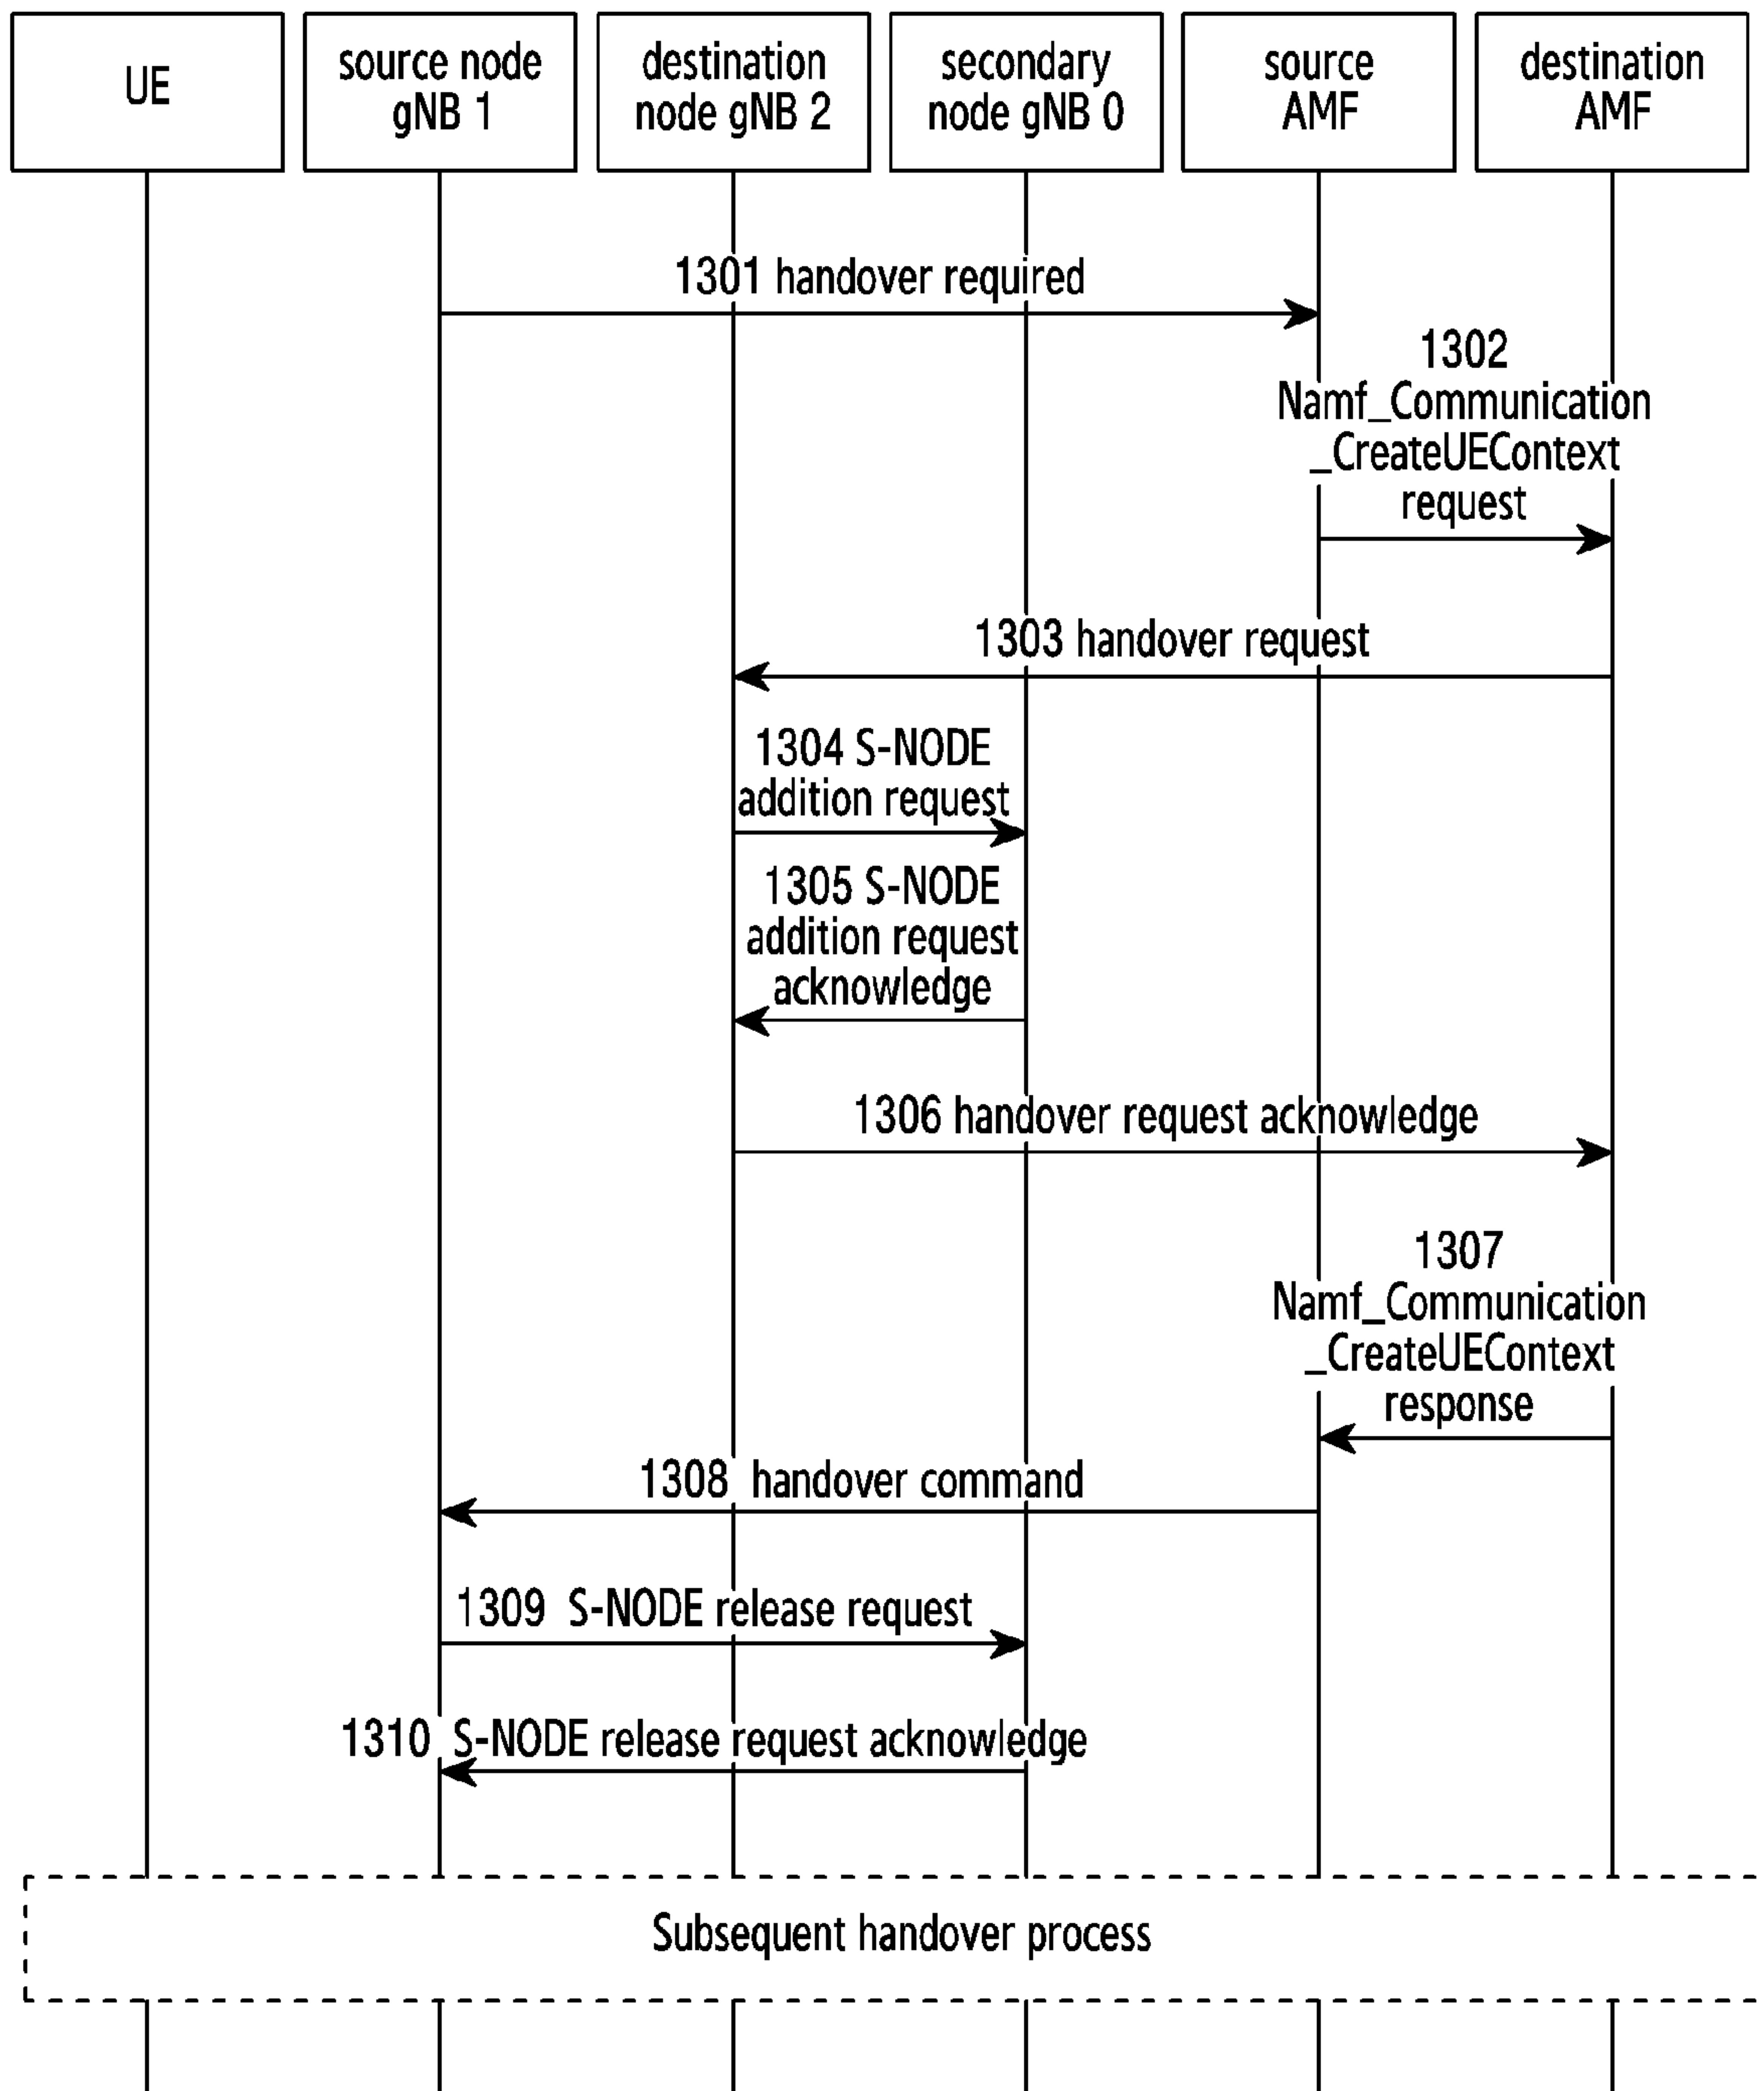 UE
source node
gNB 1
destination
node gNB 2
secondary
node gNB 0
source
AMF
destination
AMF
1301 handover required
1302
Namf_Communication
_CreateUEContext
request
1303 handover request
1304 S-NODE
addition request
1305 S-NODE
addition request
acknowledge
1306 handover request acknowledge
1307
Namf_Communication
_CreateUEContext
response
1308 handover command
1309 S-NODE release request
1310 S-NODE release request acknowledge
Subsequent handover process